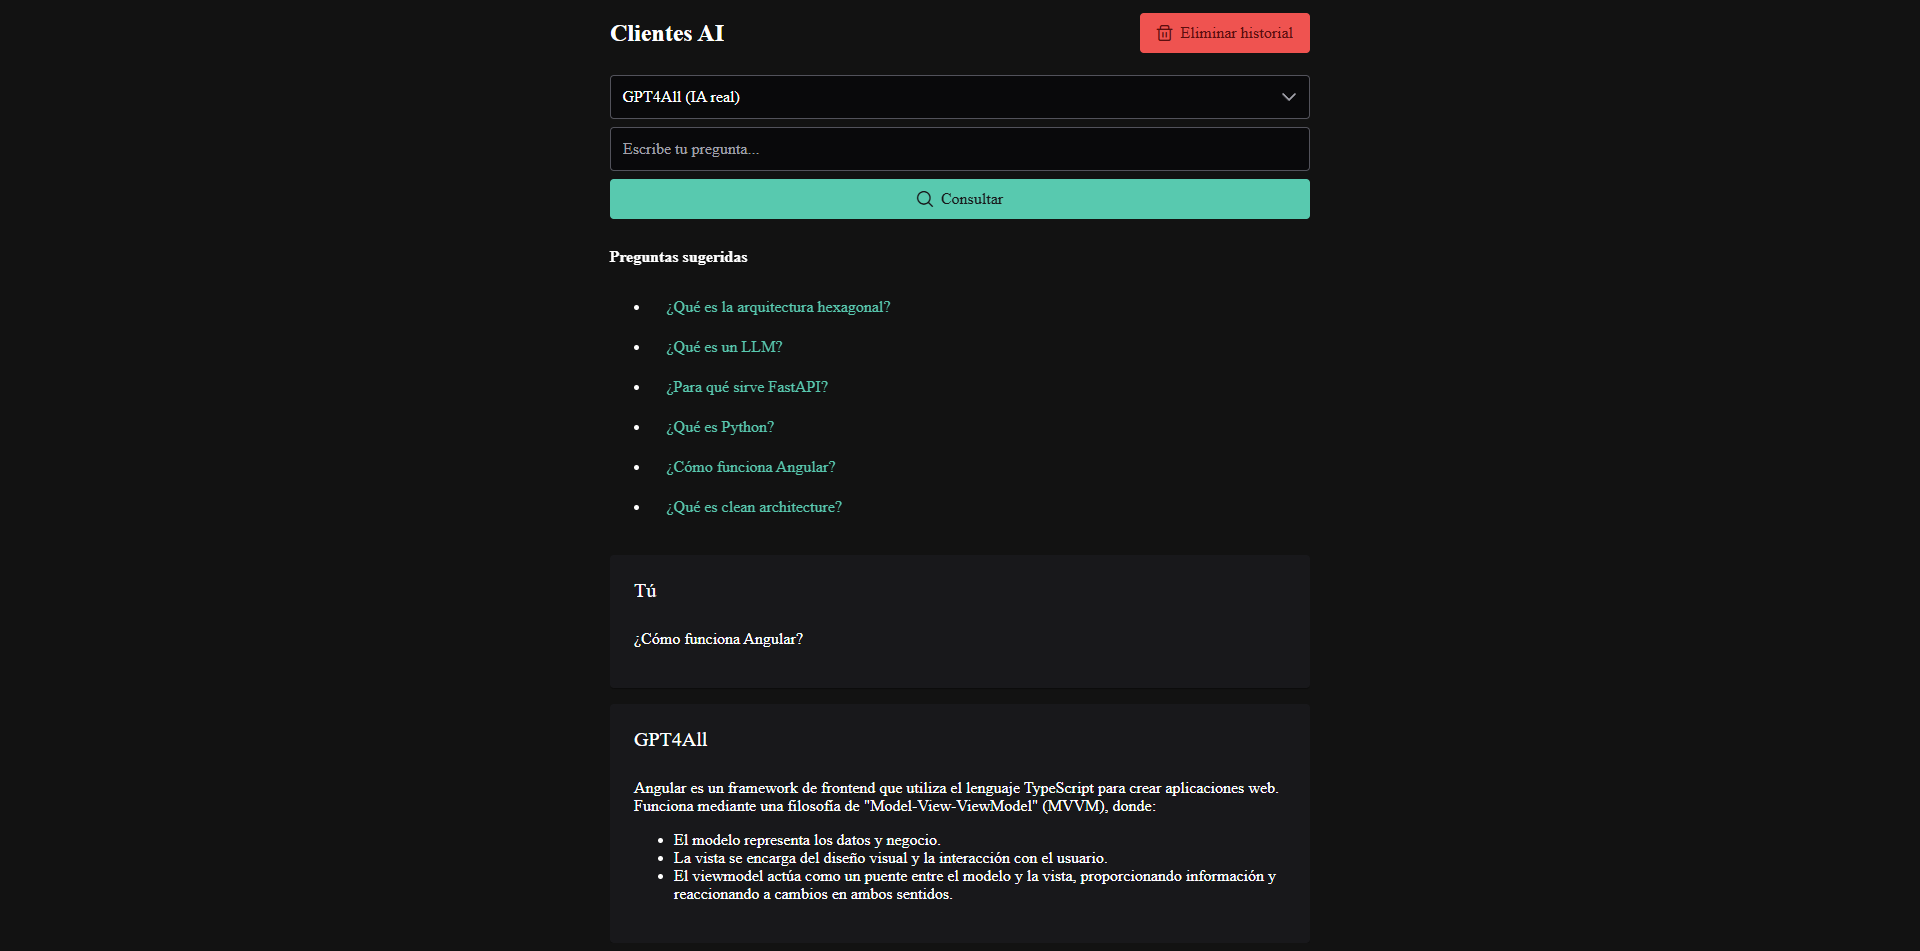 Clientes AI
Eliminar historial
GPT4All (IA real)
Escribe tu pregunta...
Consultar
Preguntas sugeridas
¿Qué es la arquitectura hexagonal?
¿Qué es un LLM?
¿Para qué sirve FastAPI?
¿Qué es Python?
¿Cómo funciona Angular?
¿Qué es clean architecture?
Tú
¿Cómo funciona Angular?
GPT4All
Angular es un framework de frontend que utiliza el lenguaje TypeScript para crear aplicaciones web.
Funciona mediante una filosofía de "Model-View-ViewModel" (MVVM), donde:
El modelo representa los datos y negocio.
La vista se encarga del diseño visual y la interacción con el usuario.
El viewmodel actúa como un puente entre el modelo y la vista, proporcionando información y
reaccionando a cambios en ambos sentidos.